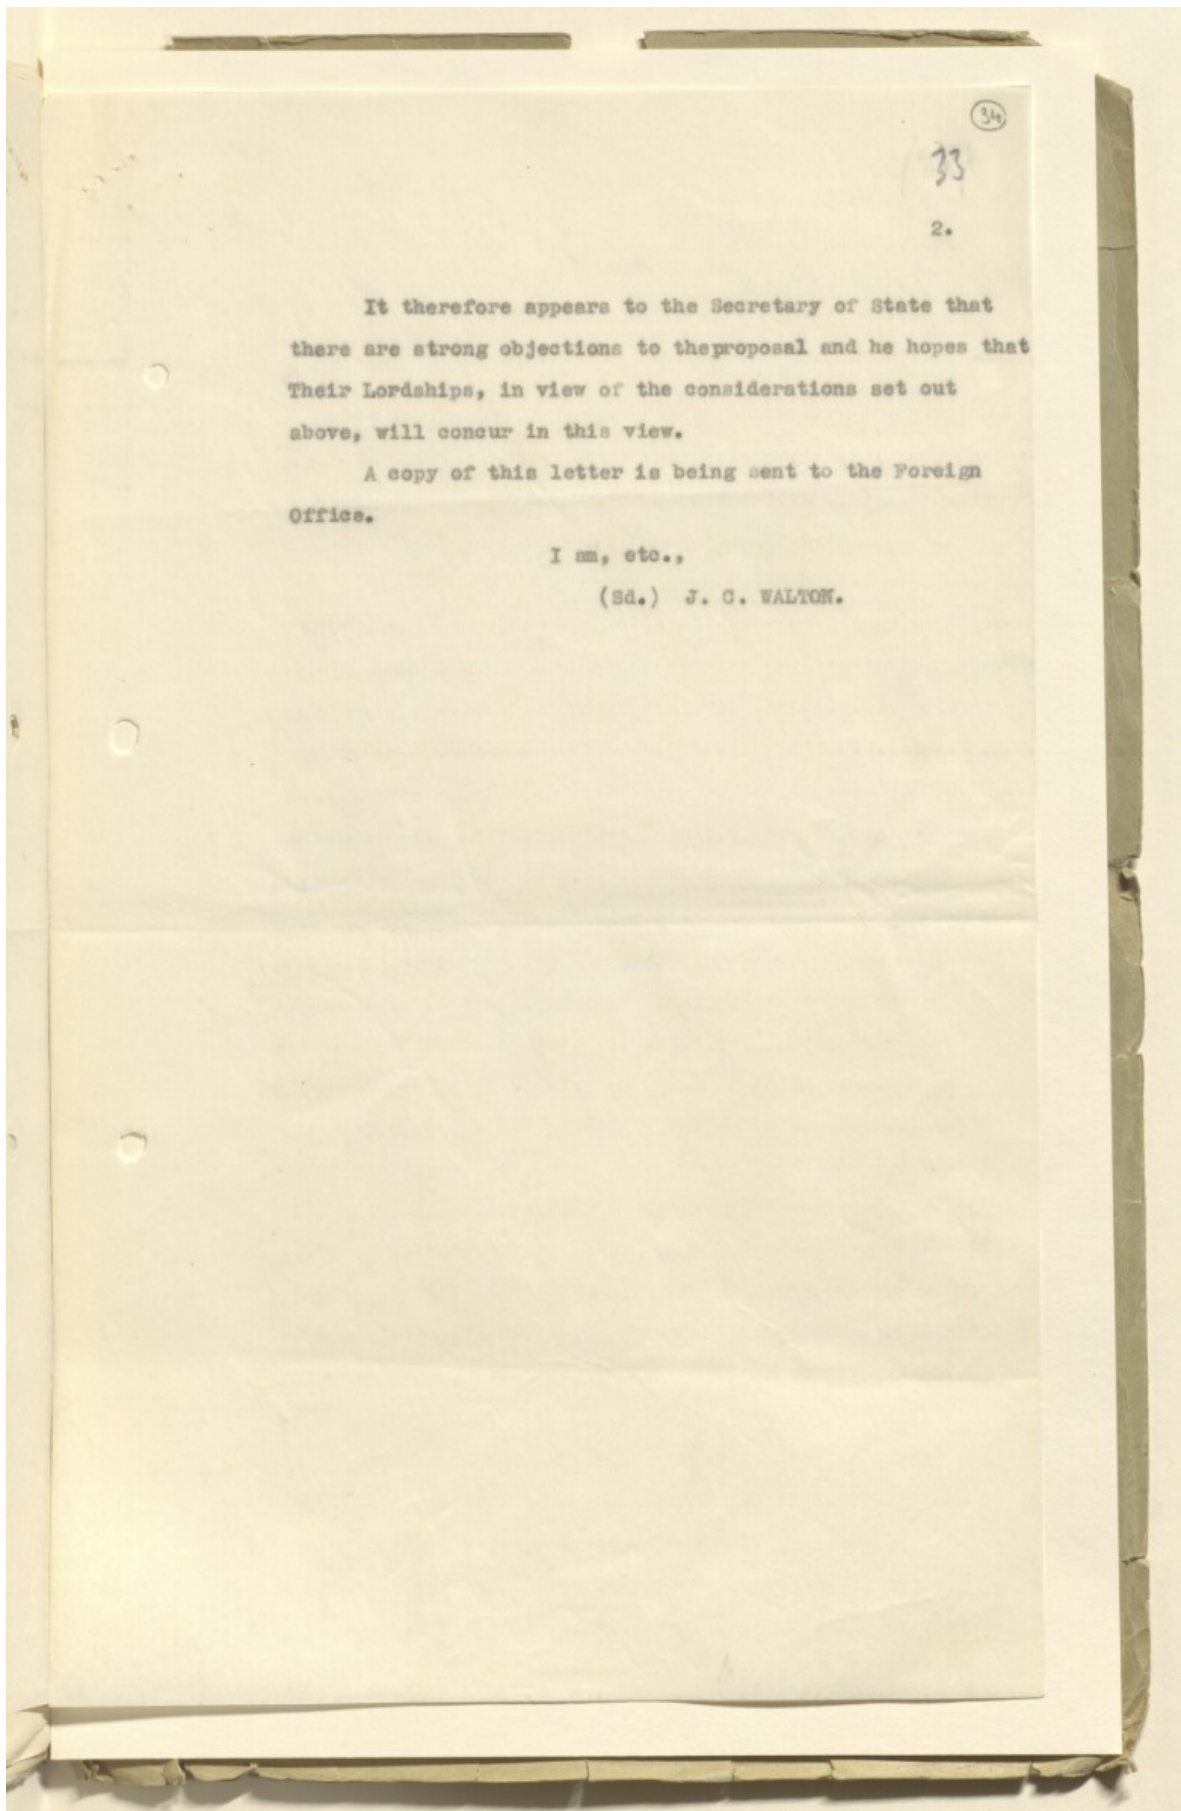 34
33
2.
It therefore appears to the Secretary of State that
there are strong objections to theproposal and he hopes that
Their Lordships, in view of the considerations set out
above, will concur in this view.
A copy of this letter is being sent to the Foreign
Office.
I am, etc.,
(Sd.) J. C. WALTON.